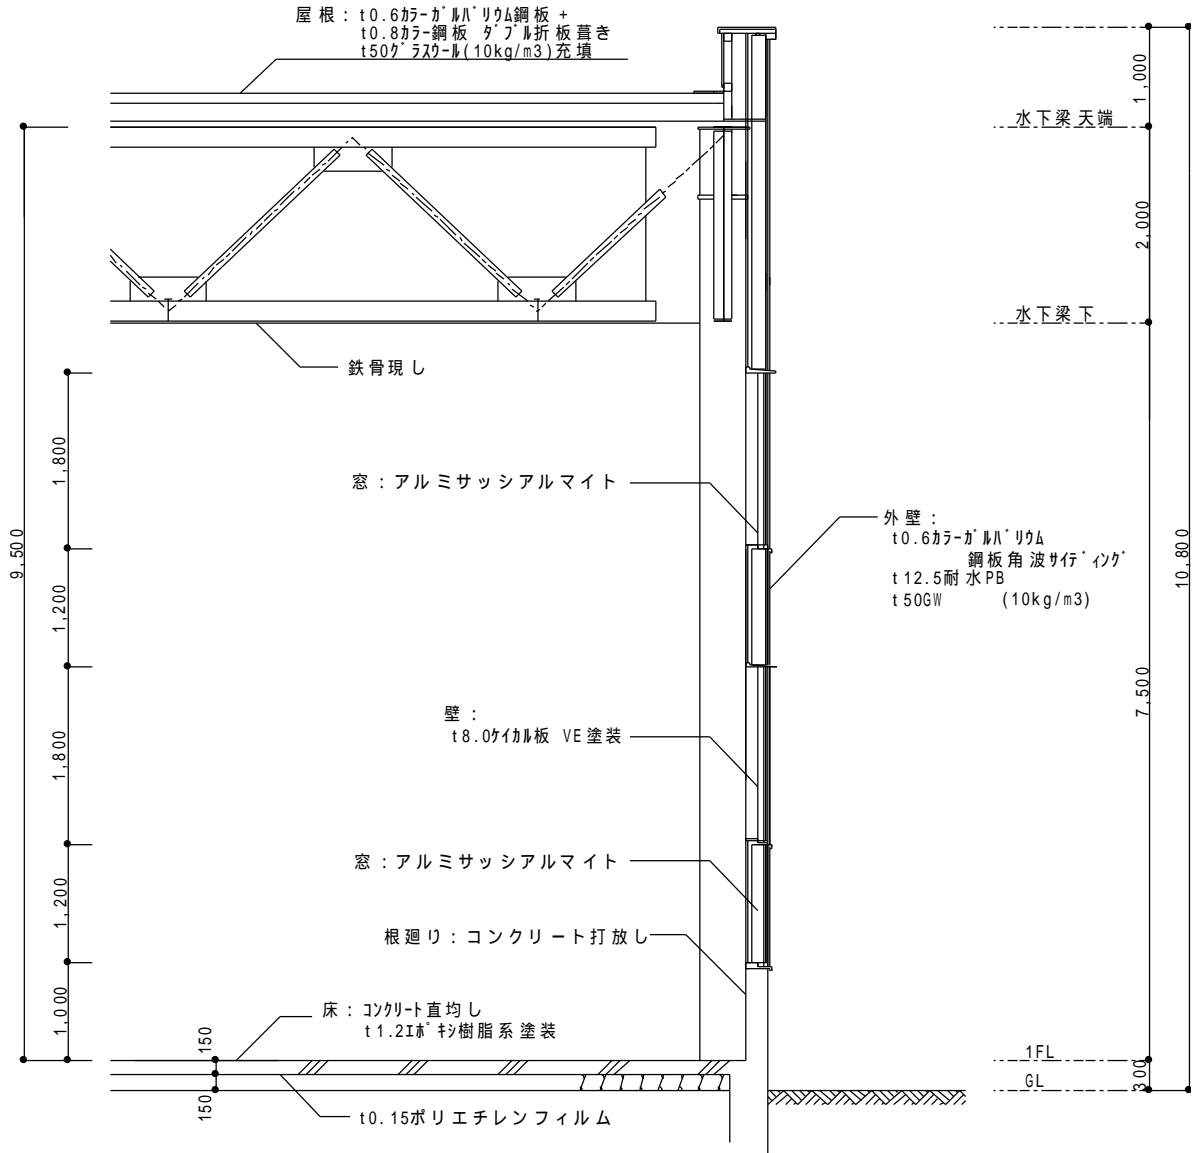 屋根：t0.6ｶﾗｰｶﾞﾙﾊﾞﾘｳﾑ鋼板 +
t0.8ｶﾗｰ鋼板 ﾀﾞﾌﾞﾙ折板葺き
t50ｸﾞﾗｽｳｰﾙ(10kg/m3)充填
1,000
水下梁天端
2,000
水下梁下
鉄骨現し
9,500
1,800
窓：アルミサッシアルマイト
外壁：
t0.6ｶﾗｰｶﾞﾙﾊﾞﾘｳﾑ
鋼板角波ｻｲﾃﾞｨﾝｸﾞ
t12.5耐水PB
t50GW (10kg/m3)
10,800
1,200
7,500
壁：
t8.0ｹｲｶﾙ板 VE塗装
1,800
窓：アルミサッシアルマイト
1,200
根廻り：コンクリート打放し
1,000
床：ｺﾝｸﾘｰﾄ直均し
t1.2ｴﾎﾟｷｼ樹脂系塗装
150
1FL
300
GL
150
t0.15ポリエチレンフィルム